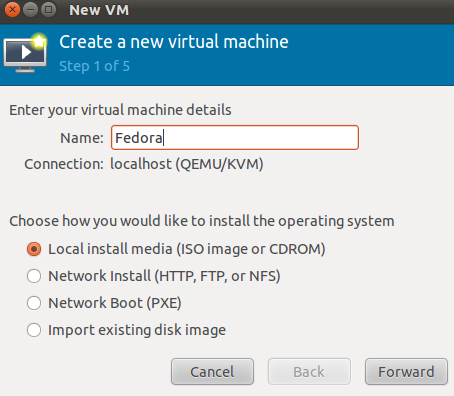 New VM
Create a new virtual machine
Step 1 of 5
Enter your virtual machine details
Name: Fedora
Connection: localhost (QEMU/KVM)
Choose how you would like to install the operating system
Local install media (ISO image or CDROM)
Network Install (HTTP, FTP, or NFS)
Network Boot (PXE)
Import existing disk image
Cancel Back Forward